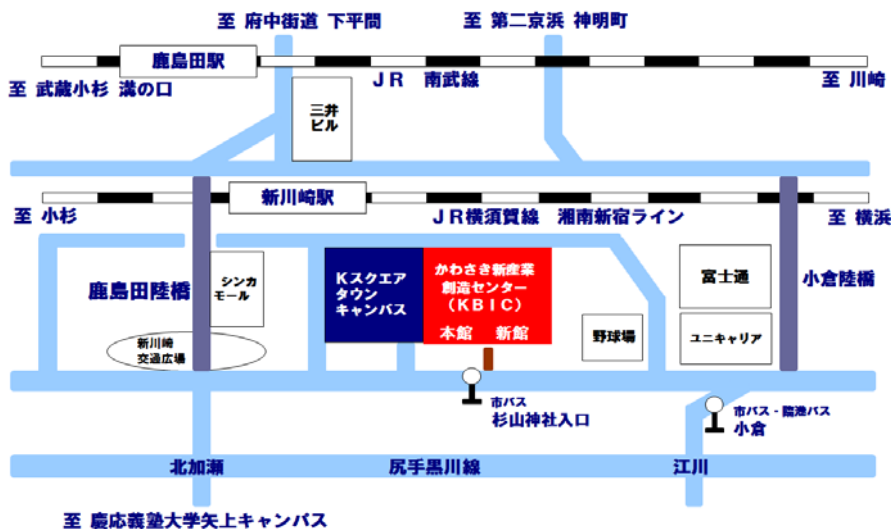 至 府中街道 下平間
至 第二京浜 神明町
鹿島田駅
JR 南武線
至 武蔵小杉 溝の口
至 川崎
三井
ビル
新川崎駅
至 小杉
JR横須賀線 湘南新宿ライン
至 横浜
鹿島田陸橋
シンカ
モール
Kスクエア
タウン
キャンパス
かわさき新産業
創造センター
(KBIC)
本館 新館
富士通
小倉陸橋
野球場
ユニキャリア
新川崎
交通広場
市バス
杉山神社入口
市バス・臨港バス
小倉
北加瀬
尻手黒川線
江川
至 慶応義塾大学矢上キャンパス